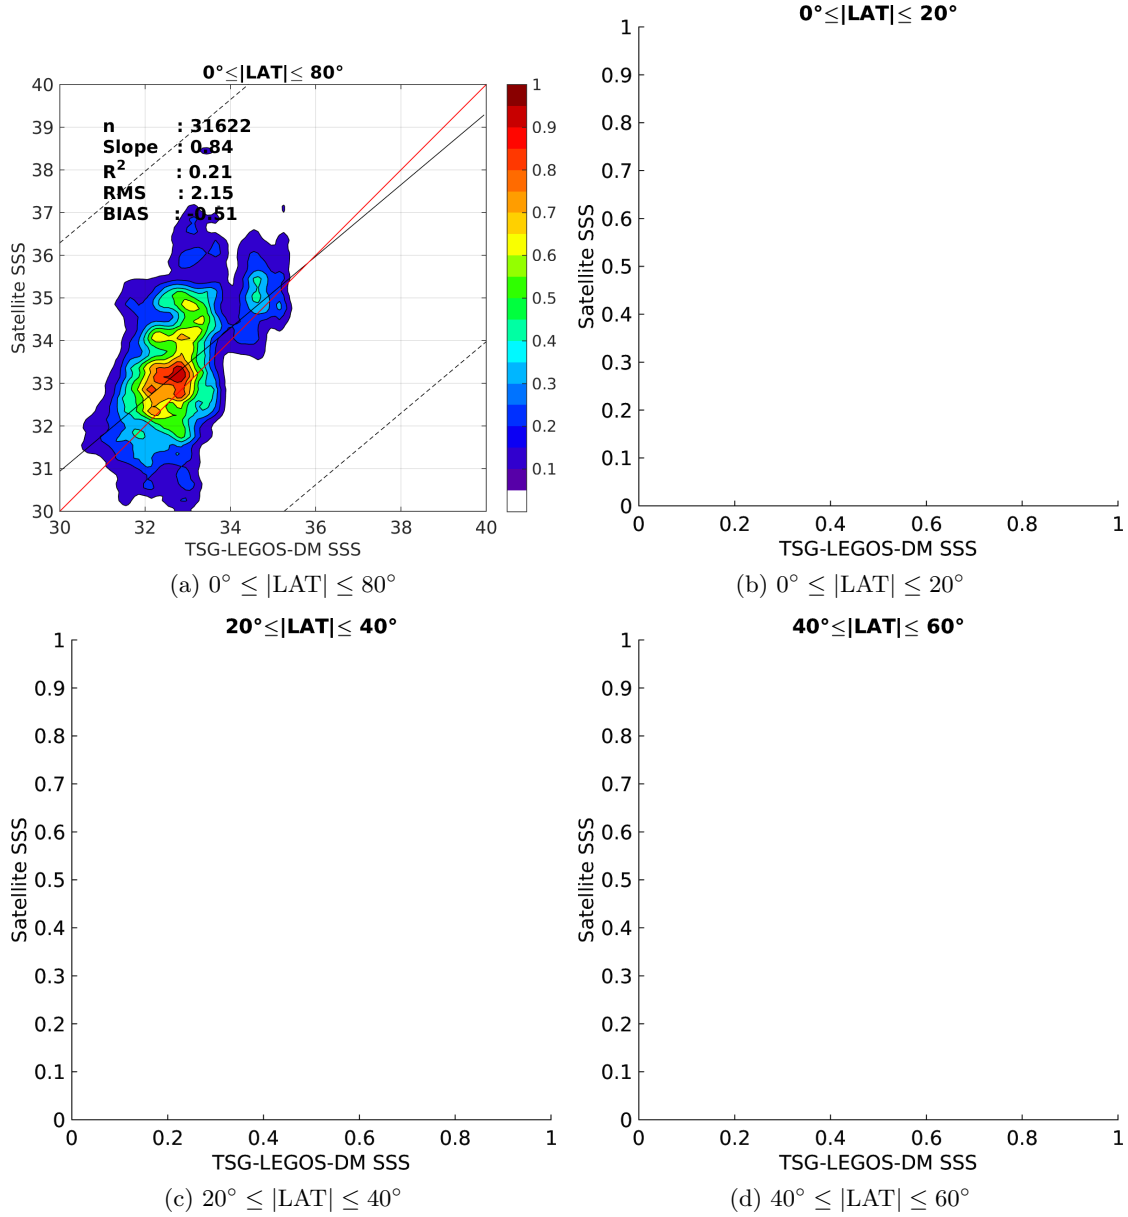 0°≤|LAT|≤ 80°
n : 31622
Slope : 0.84
R² : 0.21
RMS : 2.15
BIAS : -0.51
40
39
38
37
36
35
34
33
32
31
30
30 32 34 36 38 40
Satellite SSS
TSG-LEGOS-DM SSS
1
0.9
0.8
0.7
0.6
0.5
0.4
0.3
0.2
0.1
(a) 0° ≤ |LAT| ≤ 80°
0°≤|LAT|≤ 20°
1
0.9
0.8
0.7
0.6
0.5
0.4
0.3
0.2
0.1
0
0 0.2 0.4 0.6 0.8 1
Satellite SSS
TSG-LEGOS-DM SSS
(b) 0° ≤ |LAT| ≤ 20°
20°≤|LAT|≤ 40°
1
0.9
0.8
0.7
0.6
0.5
0.4
0.3
0.2
0.1
0
0 0.2 0.4 0.6 0.8 1
Satellite SSS
TSG-LEGOS-DM SSS
(c) 20° ≤ |LAT| ≤ 40°
40°≤|LAT|≤ 60°
1
0.9
0.8
0.7
0.6
0.5
0.4
0.3
0.2
0.1
0
0 0.2 0.4 0.6 0.8 1
Satellite SSS
TSG-LEGOS-DM SSS
(d) 40° ≤ |LAT| ≤ 60°